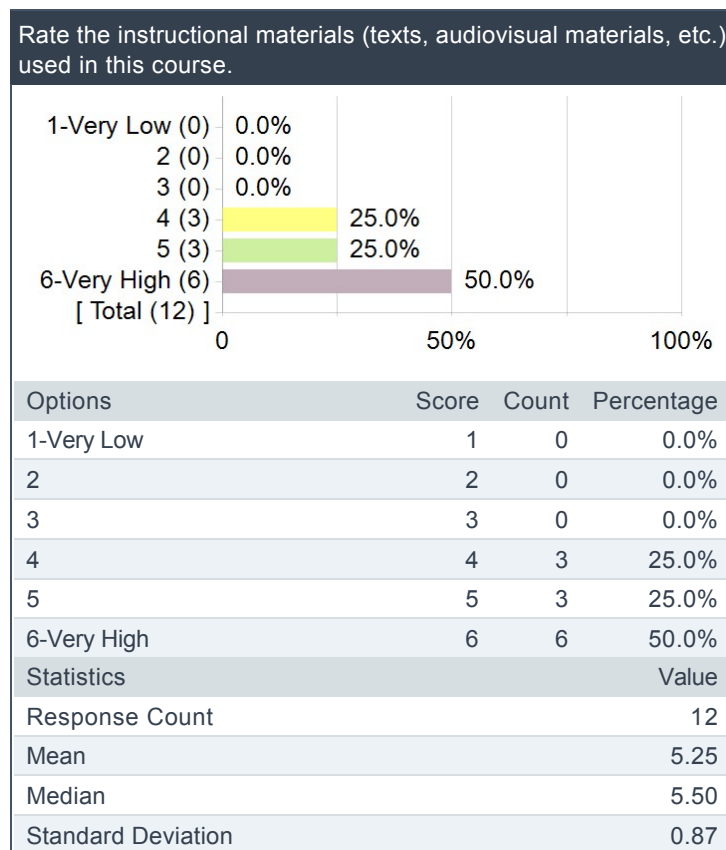 Rate the instructional materials (texts, audiovisual materials, etc.)
used in this course.
1-Very Low (0) 0.0%
2 (0) 0.0%
3 (0) 0.0%
4 (3) 25.0%
5 (3) 25.0%
6-Very High (6) 50.0%
[ Total (12) ]
0 50% 100%
Options Score Count Percentage
1-Very Low 1 0 0.0%
2 2 0 0.0%
3 3 0 0.0%
4 4 3 25.0%
5 5 3 25.0%
6-Very High 6 6 50.0%
Statistics Value
Response Count 12
Mean 5.25
Median 5.50
Standard Deviation 0.87